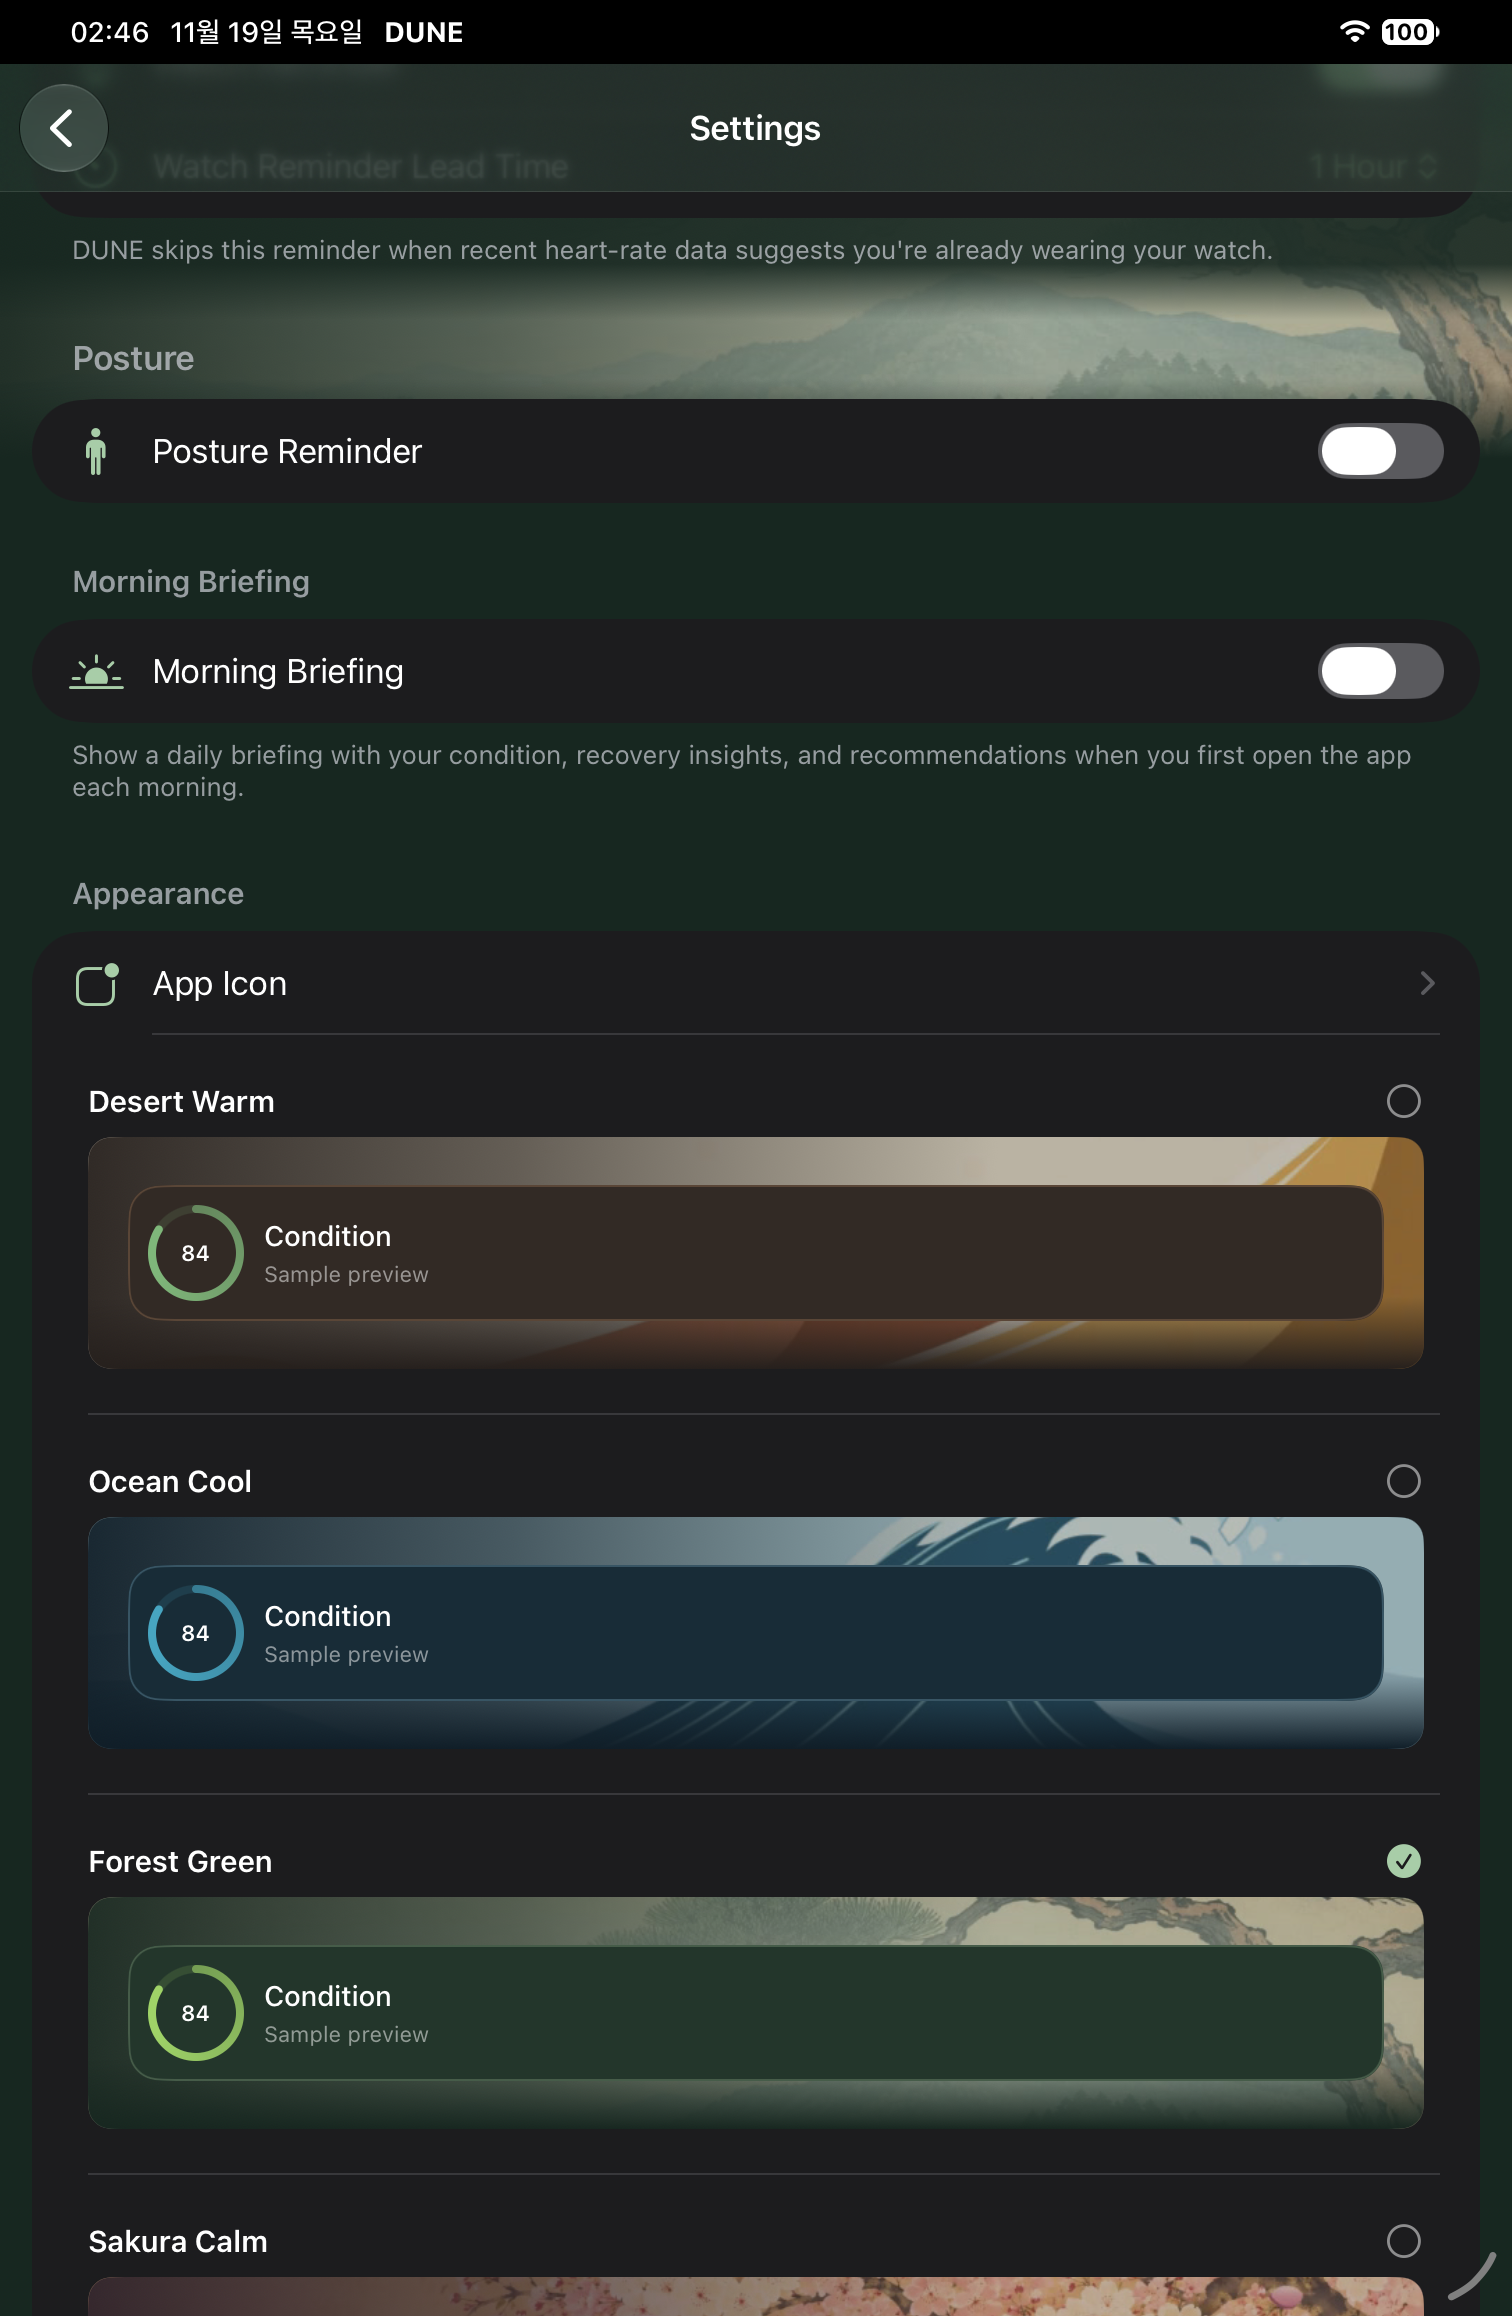 02:46 11월 19일 목요일 DUNE
100
Settings
Watch Reminder Lead Time
1 Hour
DUNE skips this reminder when recent heart-rate data suggests you're already wearing your watch.
Posture
Posture Reminder
Morning Briefing
Morning Briefing
Show a daily briefing with your condition, recovery insights, and recommendations when you first open the app
each morning.
Appearance
App Icon
Desert Warm
84
Condition
Sample preview
Ocean Cool
84
Condition
Sample preview
Forest Green
84
Condition
Sample preview
Sakura Calm